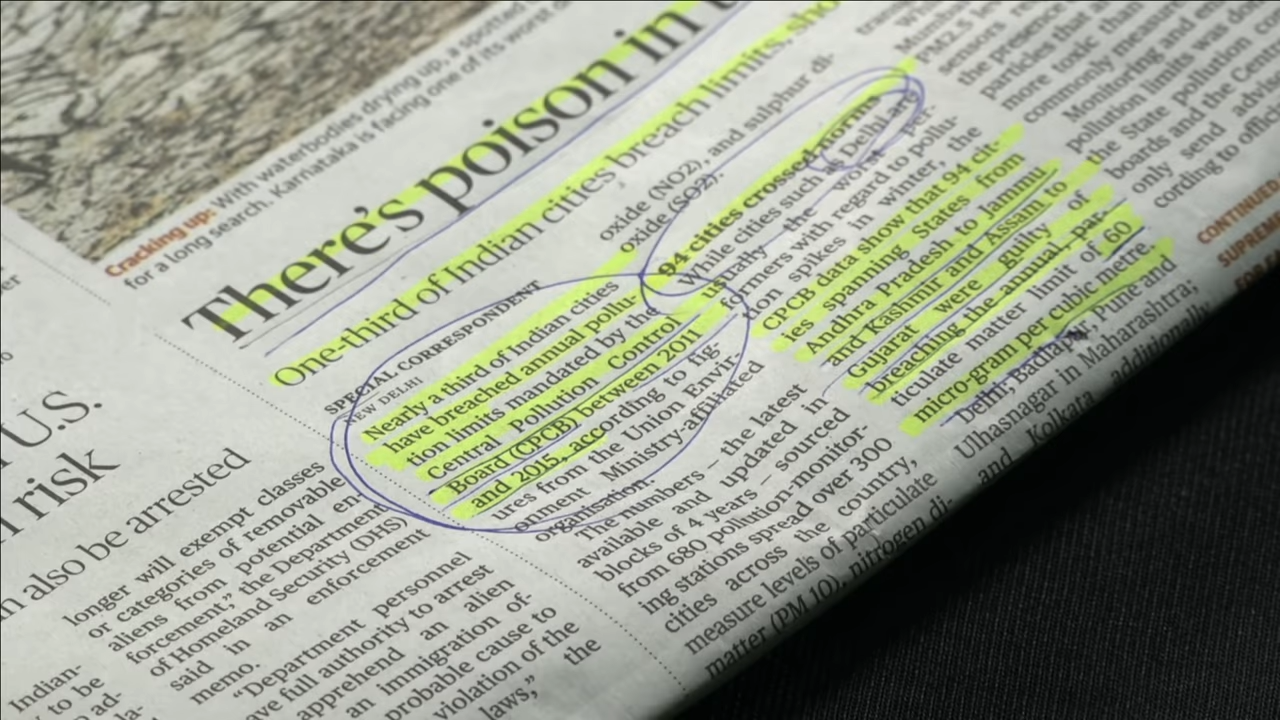 Cracking up: With waterbodies drying up, a spotted
for a long search. Karnataka is facing one of its worst
There's poison in
One-third of Indian cities breach limits,
SPECIAL CORRESPONDENT
NEW DELHI
Nearly a third of Indian cities
have breached annual pollu-
tion limits mandated by the
Central Pollution Control
Board (CPCB) between 2011
and 2015, according to fig-
ures from the Union Envir-
onment Ministry-affiliated
organisation.
The numbers – the latest
available and updated in
blocks of 4 years – sourced
from 680 pollution-monitor-
ing stations spread over 300
cities across the country,
measure levels of particulate
matter (PM 10), nitrogen di-
oxide (NO2), and sulphur di-
oxide (SO2).
94 cities crossed norms
While cities such as Delhi are
usually the worst per-
formers with regard to pollu-
tion spikes in winter, the
CPCB data show that 94 cit-
ies spanning States from
Andhra Pradesh to Jammu
and Kashmir and Assam to
Gujarat were guilty of
breaching the annual, par-
ticulate matter limit of 60
micro-gram per cubic metre.
Delhi, Badlapur, Pune and
Ulhasnagar in Maharashtra;
and Kolkata additionally
PM2.5
sensors
the presence
particles that
more toxic than
commonly measur
Monitoring and
pollution limits was
the State pollution
boards and the Centr
only send advis
cording to offici
CONTINUED
SUPREM
U.S.
risk
also be arrested
longer will exempt classes
or categories of removable
aliens from potential en-
forcement," the Department
of Homeland Security (DHS)
said in an enforcement
memo.
"Department personnel
full authority to arrest
apprehend an alien
an immigration of-
probable cause to
violation of the
laws," the
Indian-
to be
ad-